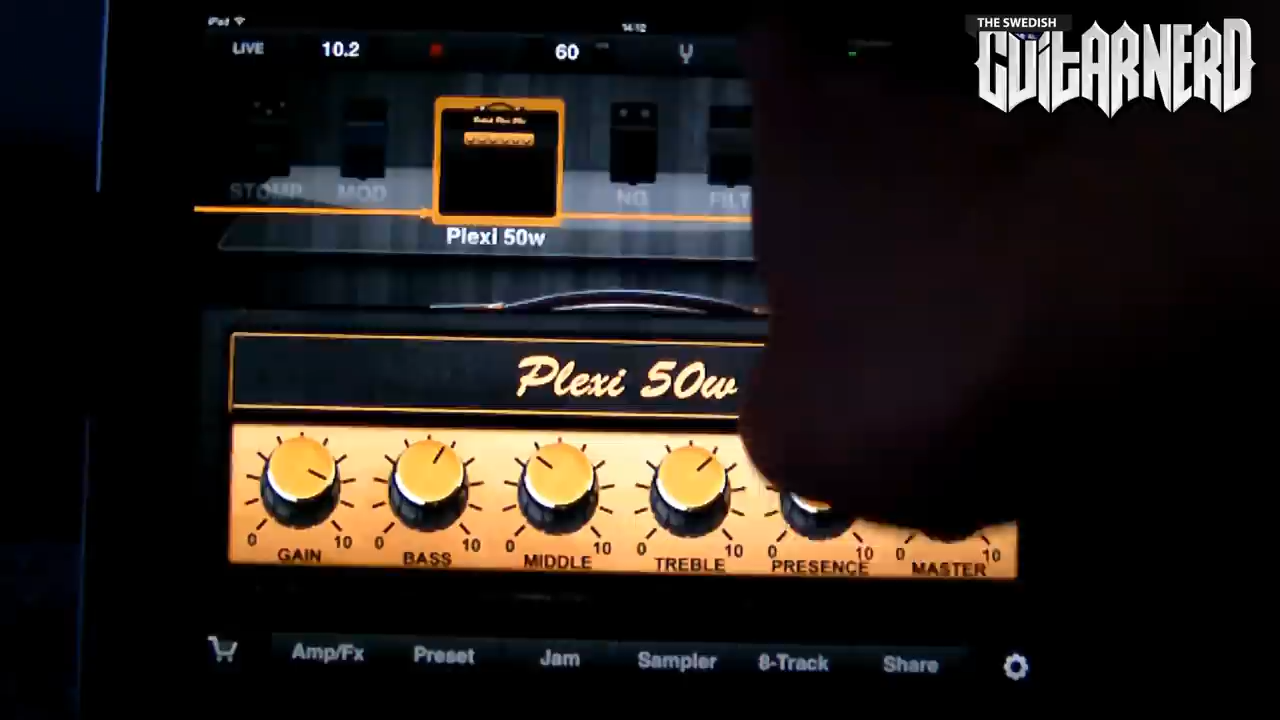 iPad
14:12
THE SWEDISH
GUITARNERD
LIVE
10.2
60
STOMP
MOD
NG
FILT
Plexi 50w
Plexi 50w
0 10 0 10 0 10 0 10 0 10 0 10
GAIN BASS MIDDLE TREBLE PRESENCE MASTER
Amp/Fx Preset Jam Sampler 8-Track Share